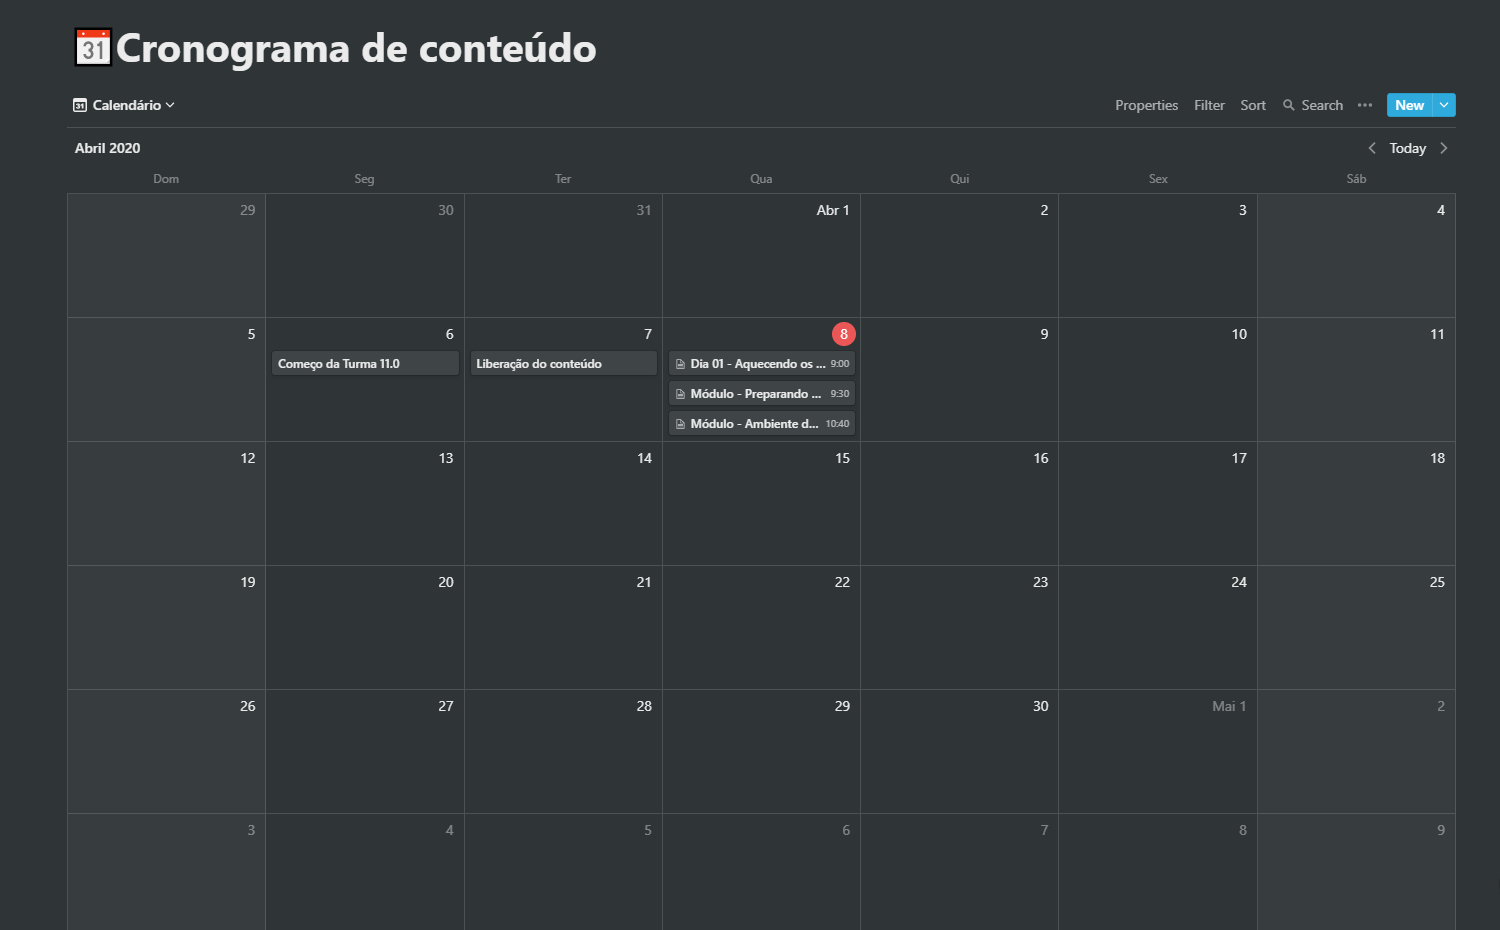 31 Cronograma de conteúdo
31 Calendário
Properties Filter Sort Search ••• New
Abril 2020
Today
Dom Seg Ter Qua Qui Sex Sáb
29 30 31 Abr 1 2 3 4
5 6 7 8 9 10 11
Começo da Turma 11.0
Liberação do conteúdo
Dia 01 - Aquecendo os ... 9:00
Módulo - Preparando ... 9:30
Módulo - Ambiente d... 10:40
12 13 14 15 16 17 18
19 20 21 22 23 24 25
26 27 28 29 30 Mai 1 2
3 4 5 6 7 8 9